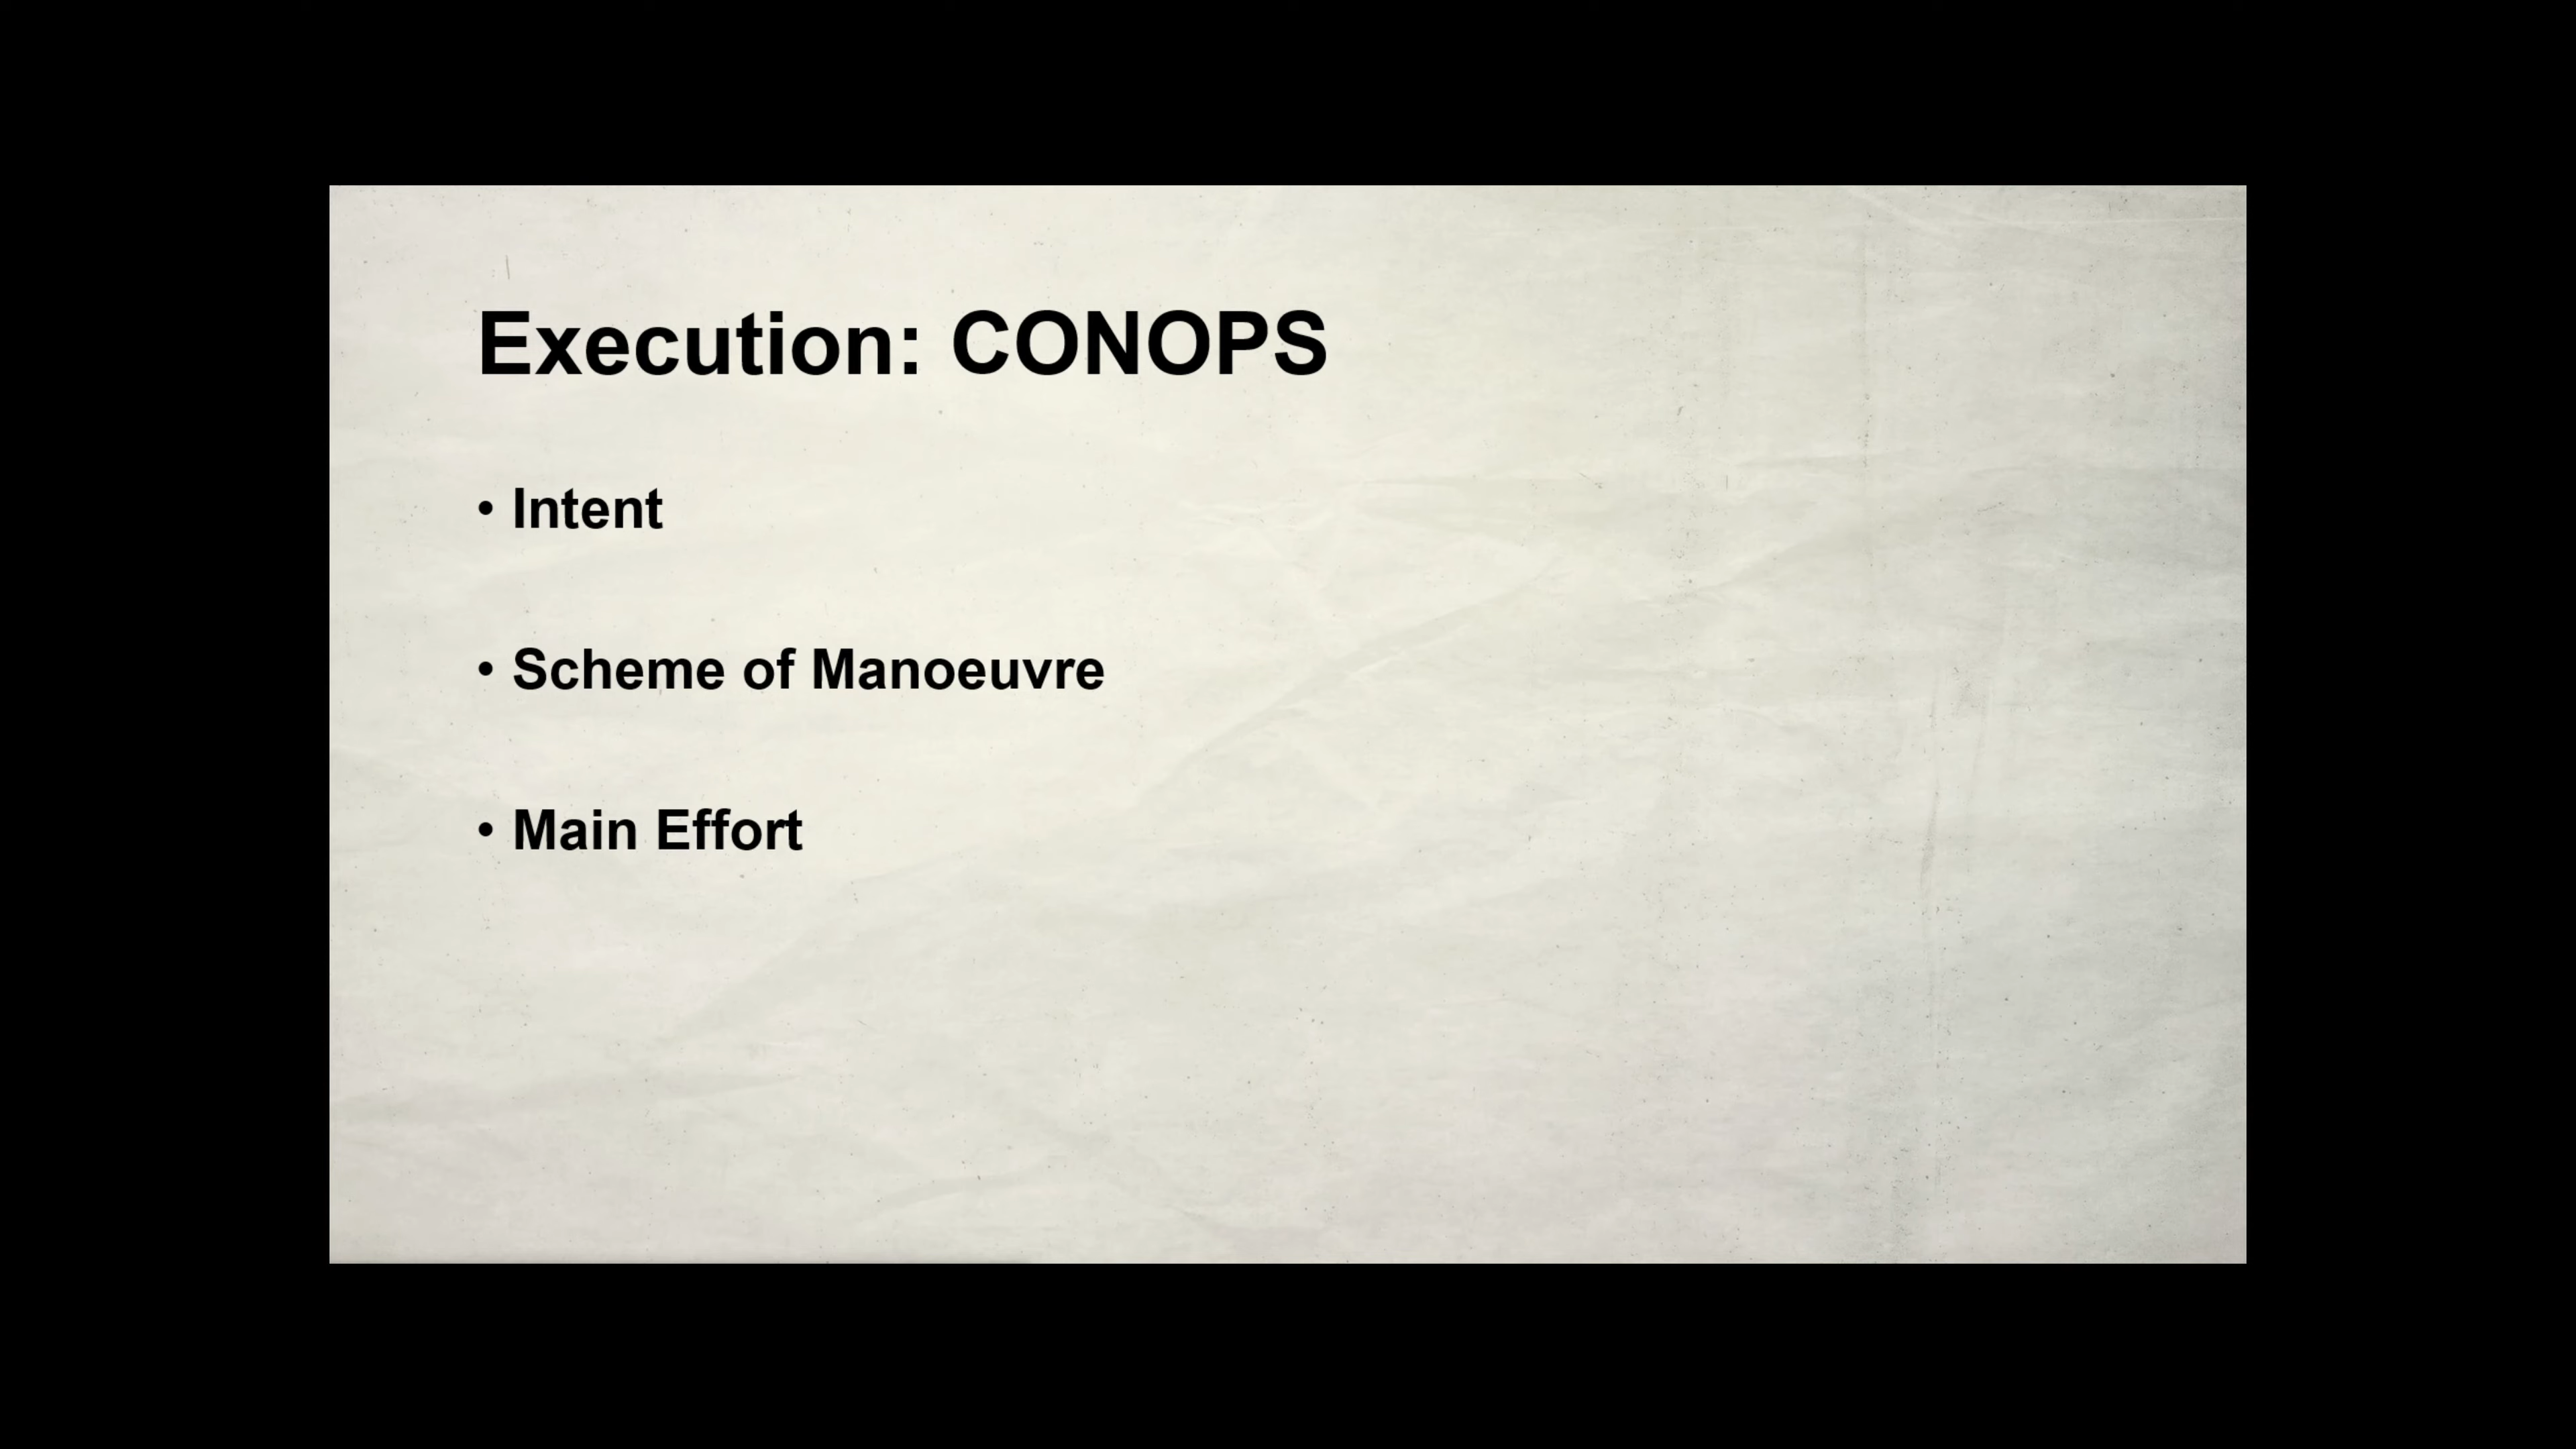 Execution: CONOPS
• Intent
• Scheme of Manoeuvre
• Main Effort